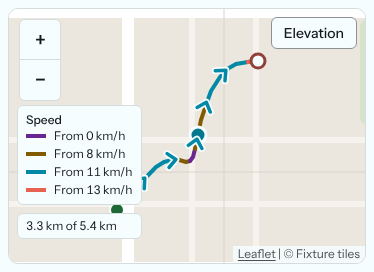 +
Elevation
−
Speed
From 0 km/h
From 8 km/h
From 11 km/h
From 13 km/h
3.3 km of 5.4 km
Leaflet | © Fixture tiles